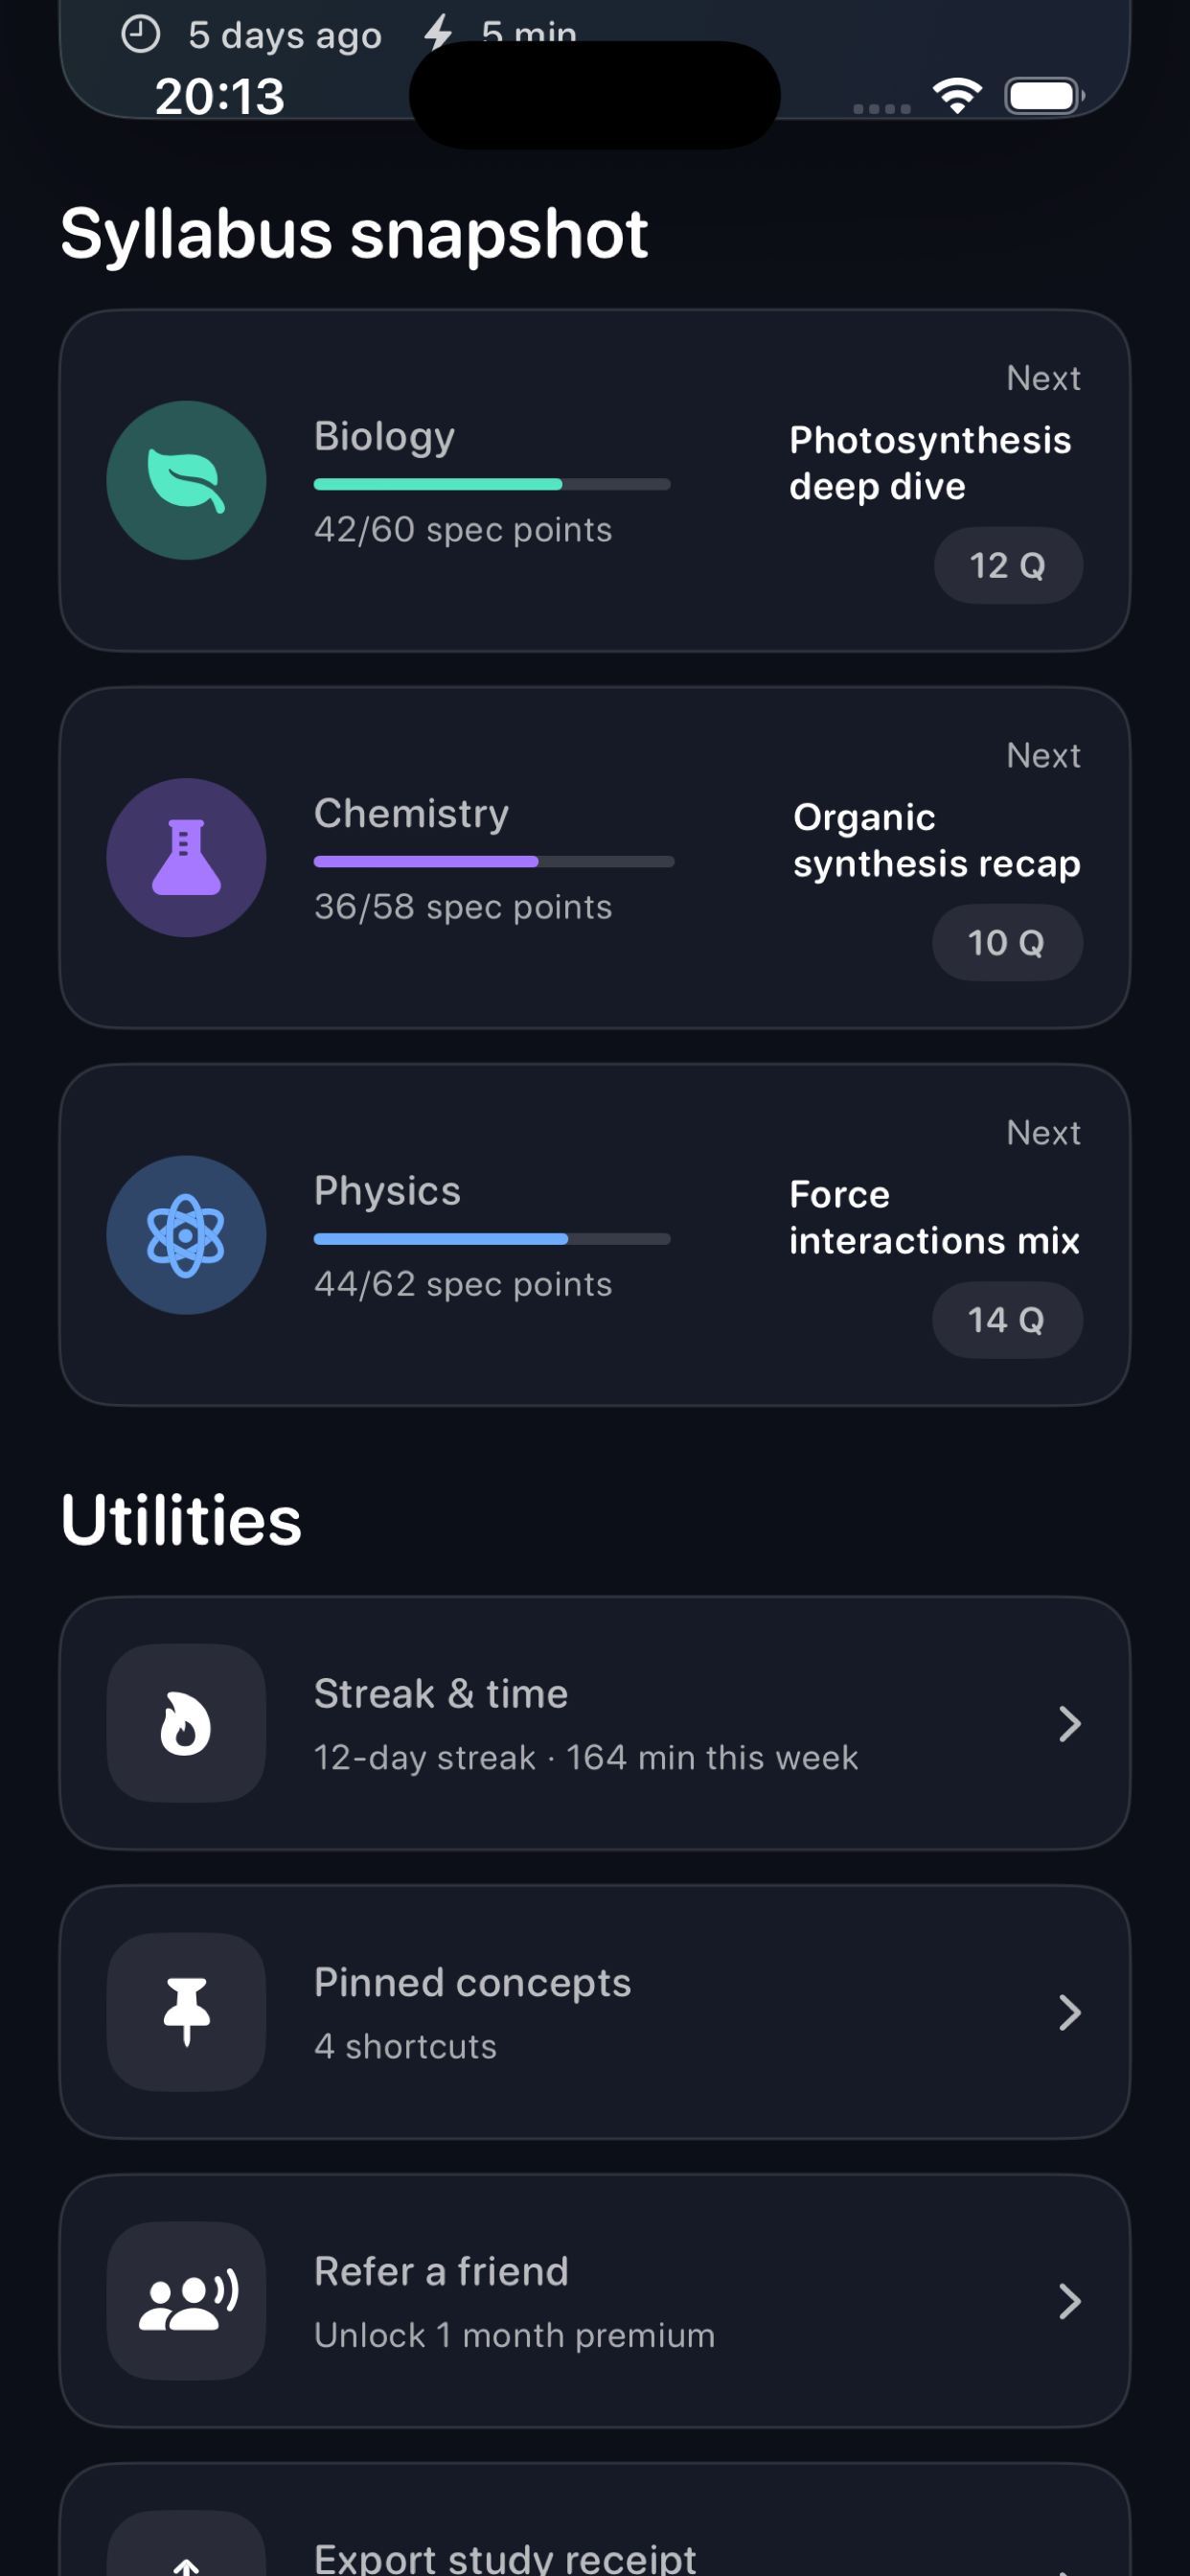 5 days ago 5 min
20:13
Syllabus snapshot
Next
Biology
42/60 spec points
Photosynthesis
deep dive
12 Q
Next
Chemistry
36/58 spec points
Organic
synthesis recap
10 Q
Next
Physics
44/62 spec points
Force
interactions mix
14 Q
Utilities
Streak & time
12-day streak · 164 min this week
Pinned concepts
4 shortcuts
Refer a friend
Unlock 1 month premium
Export study receipt